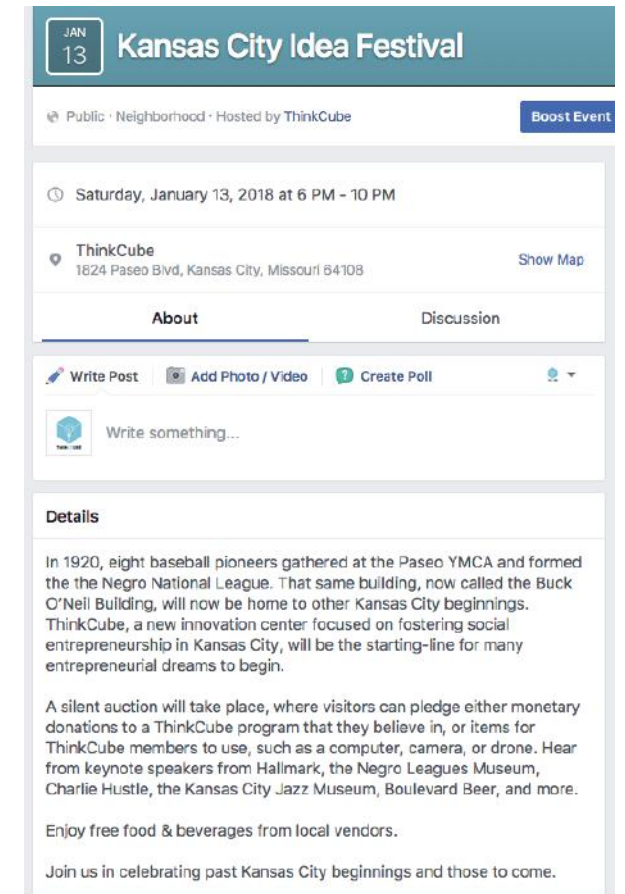 JAN
13
Kansas City Idea Festival
Public · Neighborhood · Hosted by ThinkCube
Boost Event
Saturday, January 13, 2018 at 6 PM - 10 PM
ThinkCube
1824 Paseo Blvd, Kansas City, Missouri 64108
Show Map
About
Discussion
Write Post
Add Photo / Video
Create Poll
THINKCUBE
Write something...
Details
In 1920, eight baseball pioneers gathered at the Paseo YMCA and formed
the the Negro National League. That same building, now called the Buck
O'Neil Building, will now be home to other Kansas City beginnings.
ThinkCube, a new innovation center focused on fostering social
entrepreneurship in Kansas City, will be the starting-line for many
entrepreneurial dreams to begin.
A silent auction will take place, where visitors can pledge either monetary
donations to a ThinkCube program that they believe in, or items for
ThinkCube members to use, such as a computer, camera, or drone. Hear
from keynote speakers from Hallmark, the Negro Leagues Museum,
Charlie Hustle, the Kansas City Jazz Museum, Boulevard Beer, and more.
Enjoy free food & beverages from local vendors.
Join us in celebrating past Kansas City beginnings and those to come.